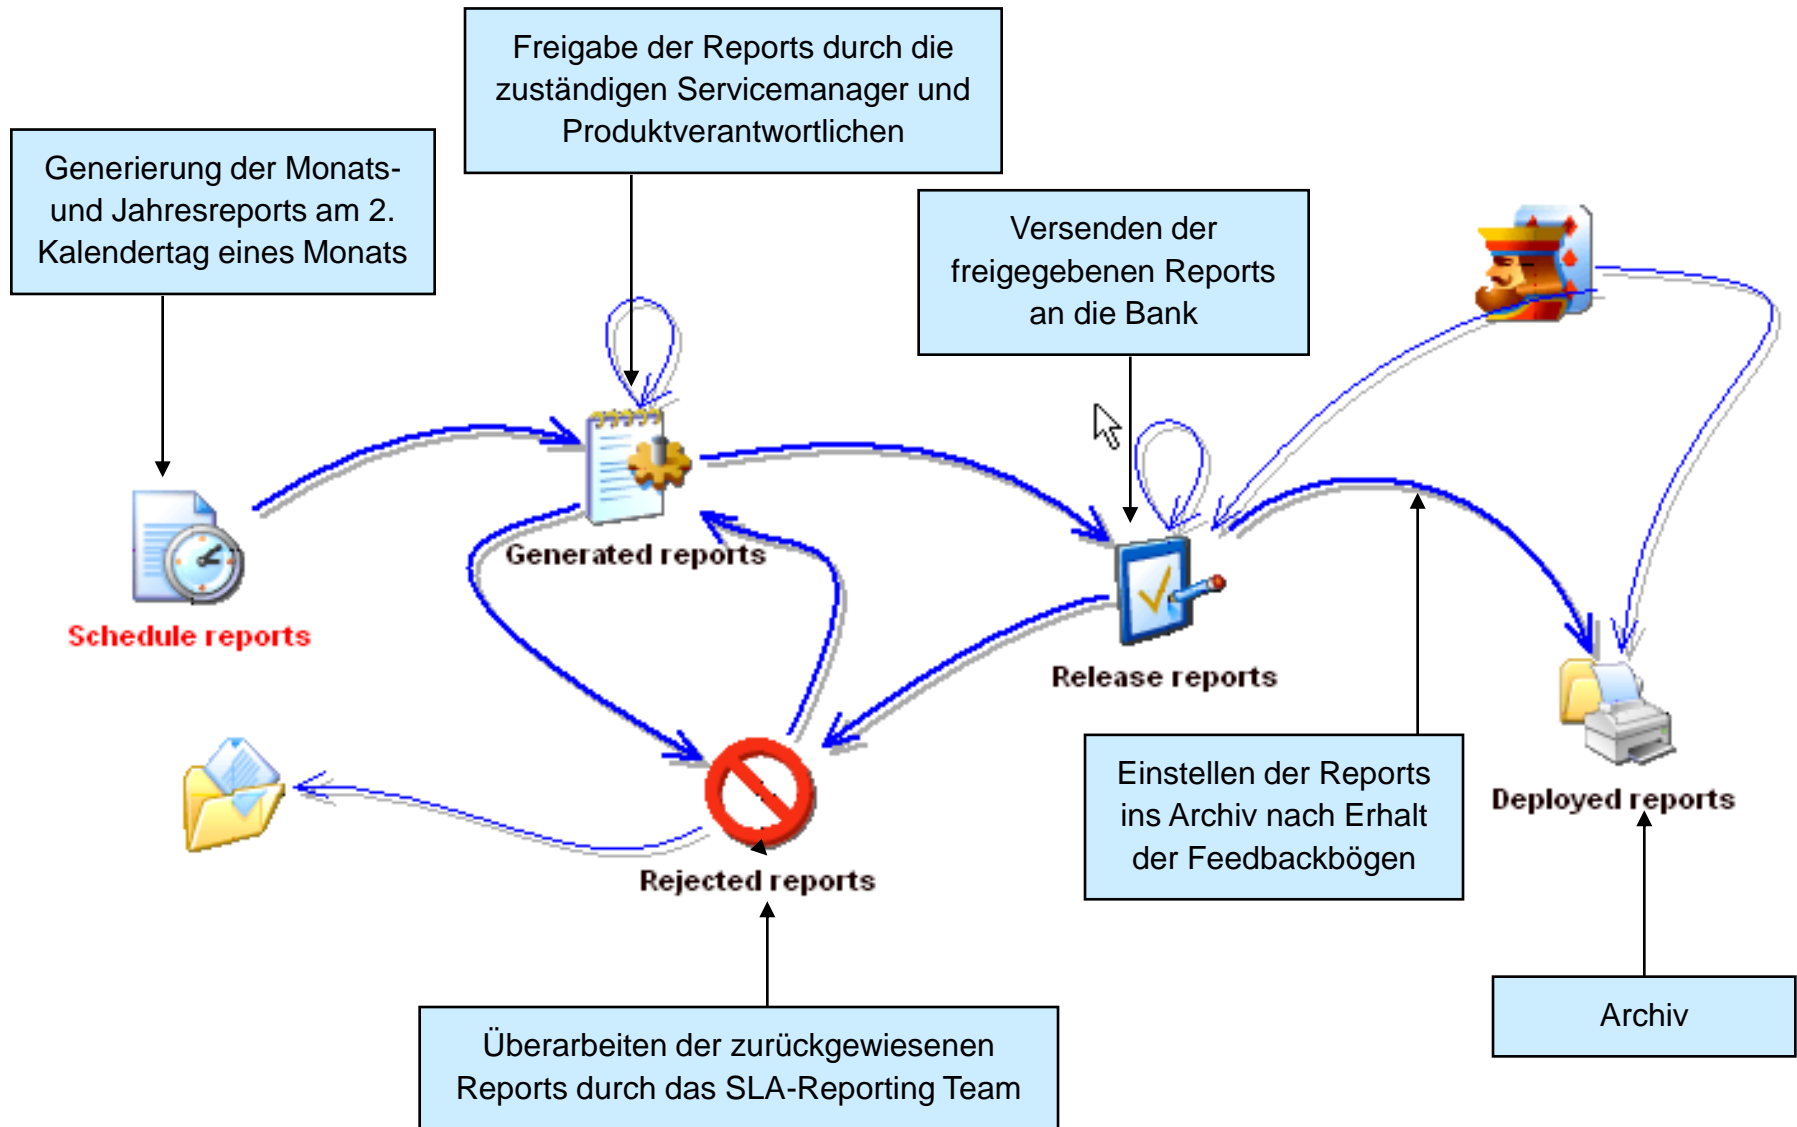 Freigabe der Reports durch die
zuständigen Servicemanager und
Produktverantwortlichen
Generierung der Monats-
und Jahresreports am 2.
Kalendertag eines Monats
Versenden der
freigegebenen Reports
an die Bank
Generated reports
Schedule reports
Release reports
Einstellen der Reports
ins Archiv nach Erhalt
der Feedbackbögen
Deployed reports
Rejected reports
Archiv
Überarbeiten der zurückgewiesenen
Reports durch das SLA-Reporting Team